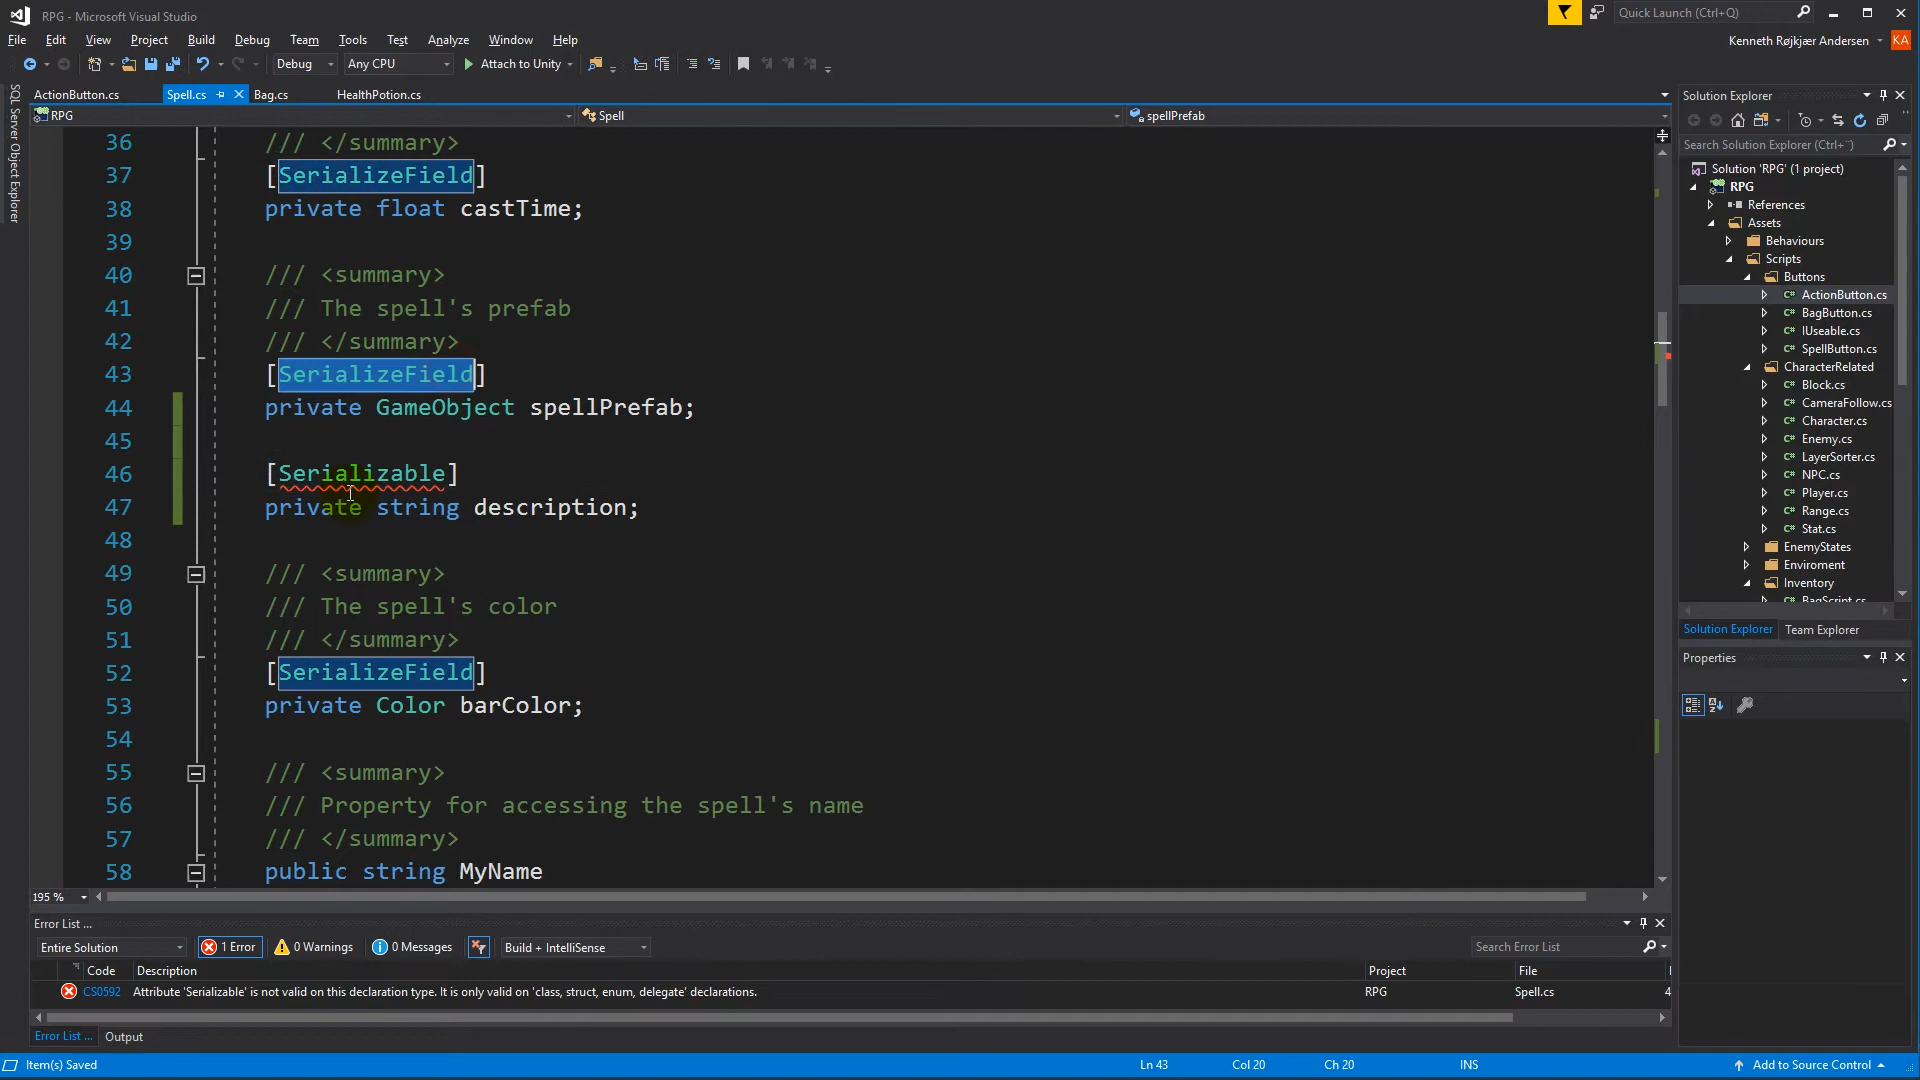 RPG - Microsoft Visual Studio
Quick Launch (Ctrl+Q)
File Edit View Project Build Debug Team Tools Test Analyze Window Help
Kenneth Røjkjær Andersen KA
Debug Any CPU Attach to Unity
SQL Server Object Explorer
ActionButton.cs Spell.cs Bag.cs HealthPotion.cs
RPG Spell spellPrefab
36 /// </summary>
37 [SerializeField]
38 private float castTime;
39
40 /// <summary>
41 /// The spell's prefab
42 /// </summary>
43 [SerializeField]
44 private GameObject spellPrefab;
45
46 [Serializable]
47 private string description;
48
49 /// <summary>
50 /// The spell's color
51 /// </summary>
52 [SerializeField]
53 private Color barColor;
54
55 /// <summary>
56 /// Property for accessing the spell's name
57 /// </summary>
58 public string MyName
195 %
Solution Explorer
Search Solution Explorer (Ctrl+¨)
Solution 'RPG' (1 project)
RPG
References
Assets
Behaviours
Scripts
Buttons
C# ActionButton.cs
C# BagButton.cs
C# IUseable.cs
C# SpellButton.cs
CharacterRelated
C# Block.cs
C# CameraFollow.cs
C# Character.cs
C# Enemy.cs
C# LayerSorter.cs
C# NPC.cs
C# Player.cs
C# Range.cs
C# Stat.cs
EnemyStates
Enviroment
Inventory
C# BagScript.cs
Solution Explorer Team Explorer
Properties
Error List ...
Entire Solution 1 Error 0 Warnings 0 Messages Build + IntelliSense Search Error List
Code Description Project File
CS0592 Attribute 'Serializable' is not valid on this declaration type. It is only valid on 'class, struct, enum, delegate' declarations. RPG Spell.cs 4
Error List ... Output
Item(s) Saved Ln 43 Col 20 Ch 20 INS Add to Source Control